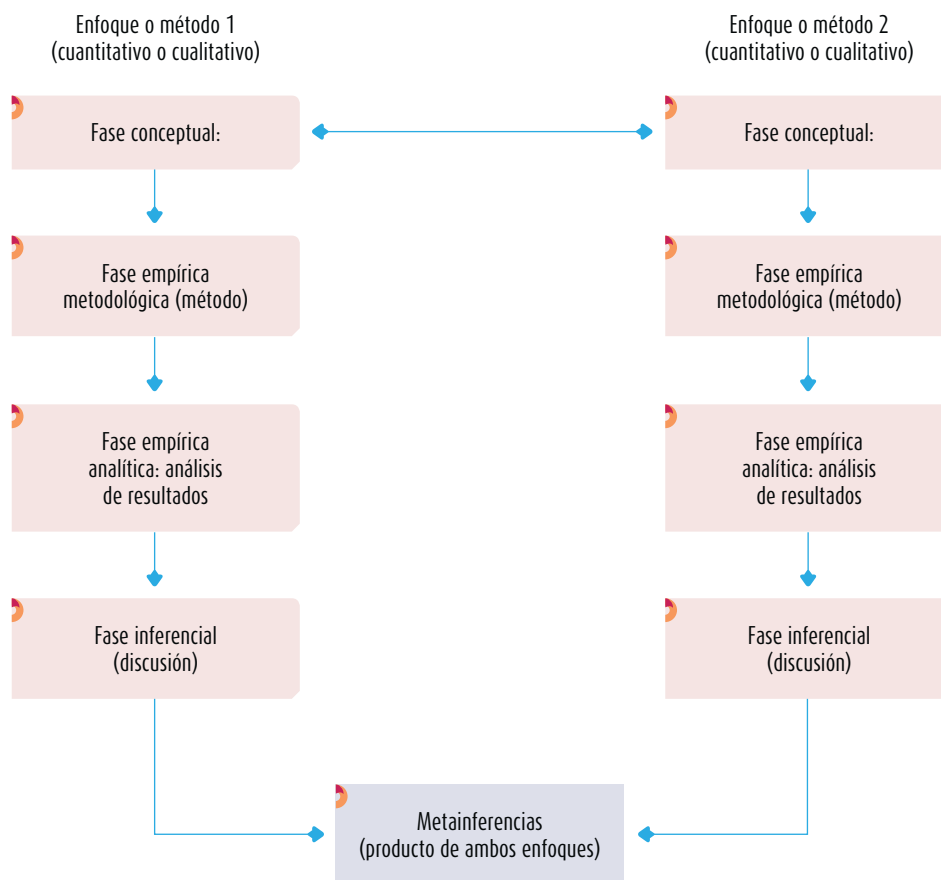 Enfoque o método 1
(cuantitativo o cualitativo)
Enfoque o método 2
(cuantitativo o cualitativo)
Fase conceptual:
Fase conceptual:
Fase empírica
metodológica (método)
Fase empírica
metodológica (método)
Fase empírica
analítica: análisis
de resultados
Fase empírica
analítica: análisis
de resultados
Fase inferencial
(discusión)
Fase inferencial
(discusión)
Metainferencias
(producto de ambos enfoques)